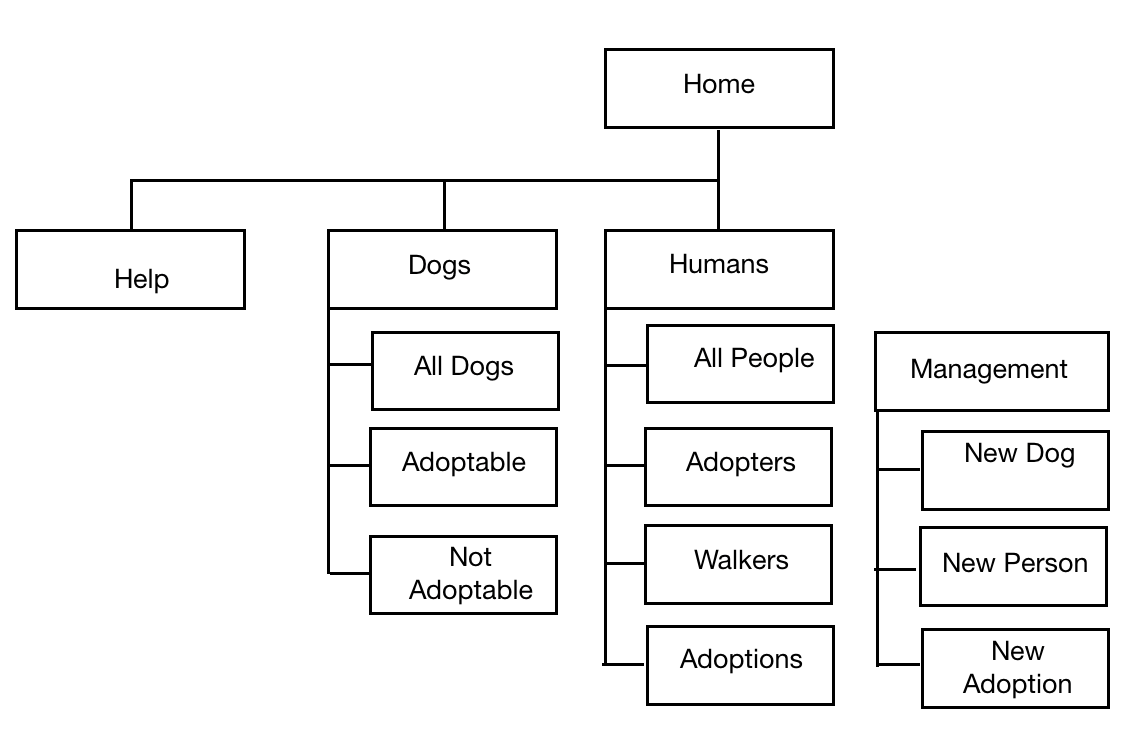 Home
Help
Dogs
Humans
All Dogs
Adoptable
Not
Adoptable
All People
Adopters
Walkers
Adoptions
Management
New Dog
New Person
New
Adoption